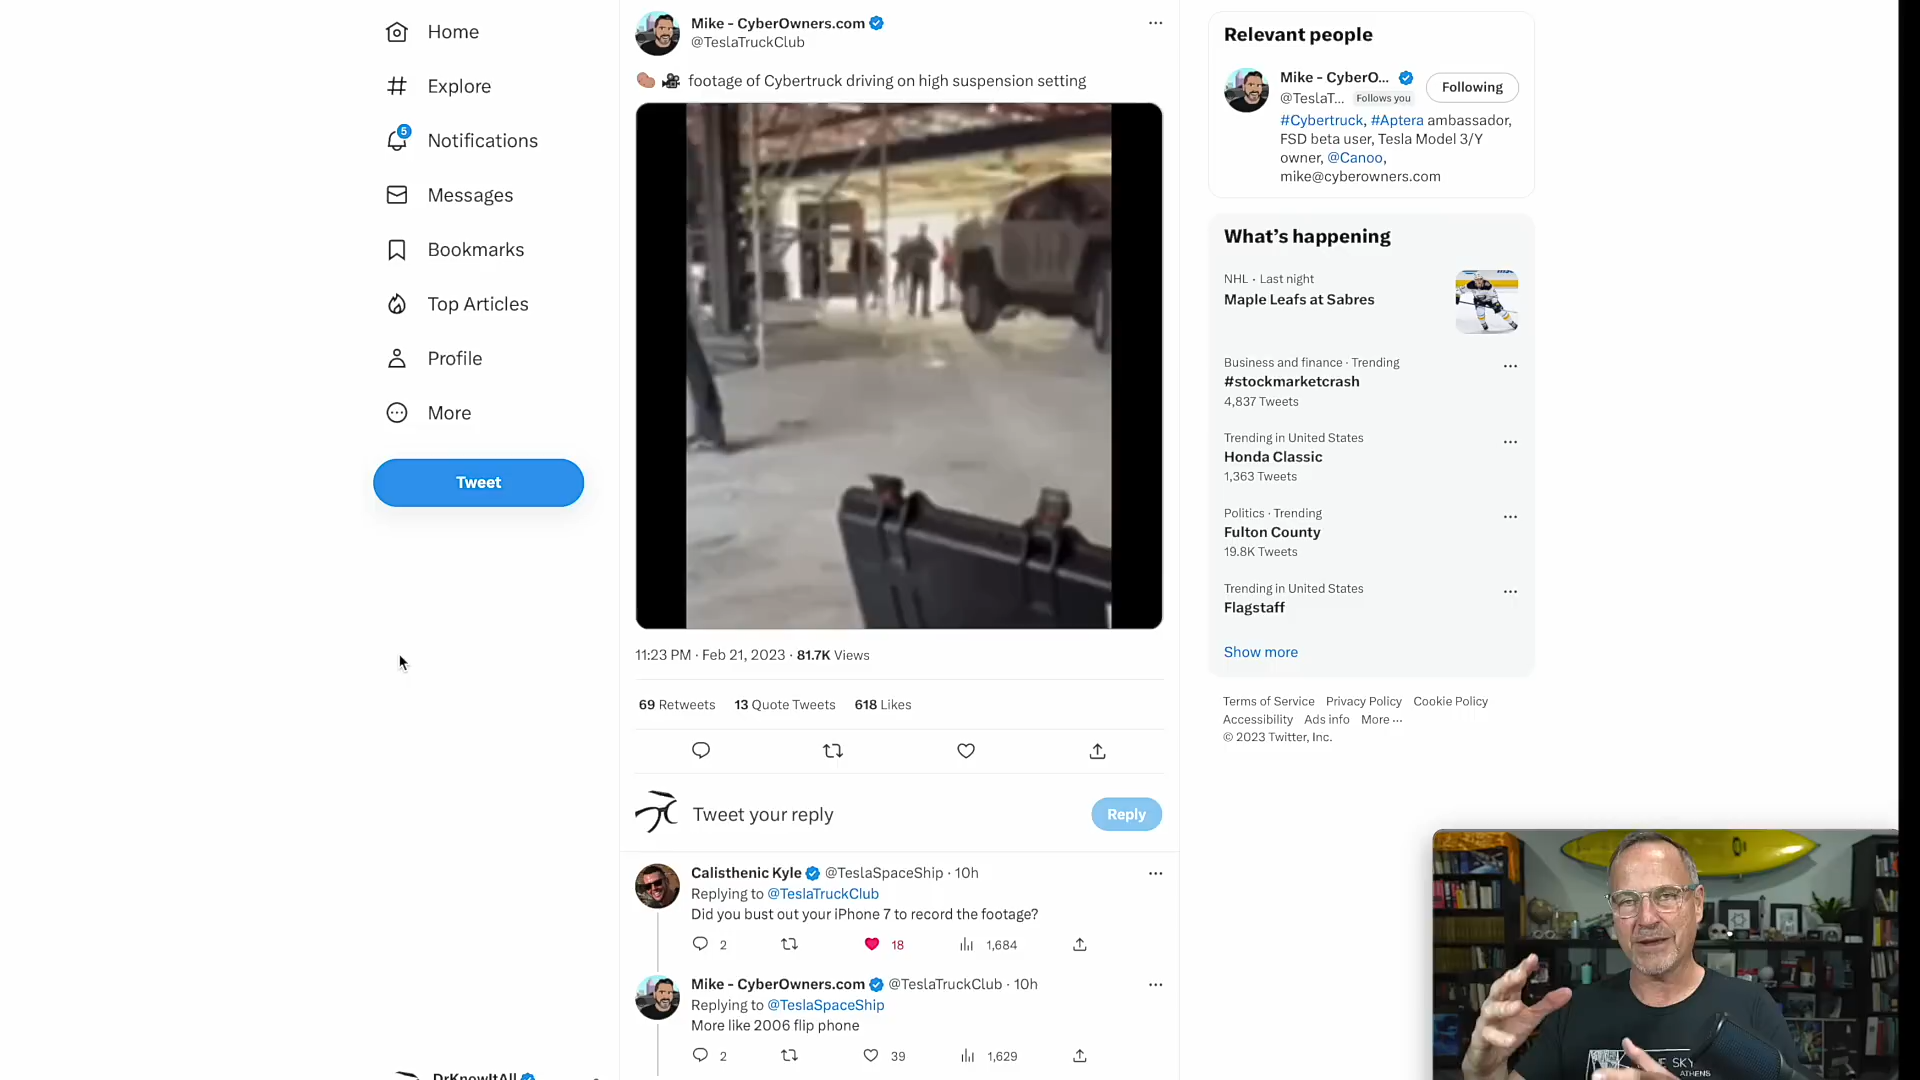 Home
Explore
5
Notifications
Messages
Bookmarks
Top Articles
Profile
More
Tweet
DrKnowItAll
Mike - CyberOwners.com
@TeslaTruckClub
🥔 🎥 footage of Cybertruck driving on high suspension setting
11:23 PM · Feb 21, 2023 · 81.7K Views
69 Retweets 13 Quote Tweets 618 Likes
Tweet your reply
Reply
Calisthenic Kyle @TeslaSpaceShip · 10h
Replying to @TeslaTruckClub
Did you bust out your iPhone 7 to record the footage?
2 18 1,684
Mike - CyberOwners.com @TeslaTruckClub · 10h
Replying to @TeslaSpaceShip
More like 2006 flip phone
2 39 1,629
Relevant people
Mike - CyberO...
@TeslaT... Follows you
Following
#Cybertruck, #Aptera ambassador,
FSD beta user, Tesla Model 3/Y
owner, @Canoo,
mike@cyberowners.com
What's happening
NHL · Last night
Maple Leafs at Sabres
Business and finance · Trending
#stockmarketcrash
4,837 Tweets
Trending in United States
Honda Classic
1,363 Tweets
Politics · Trending
Fulton County
19.8K Tweets
Trending in United States
Flagstaff
Show more
Terms of Service Privacy Policy Cookie Policy
Accessibility Ads info More ...
© 2023 Twitter, Inc.
SKY
ATHENS